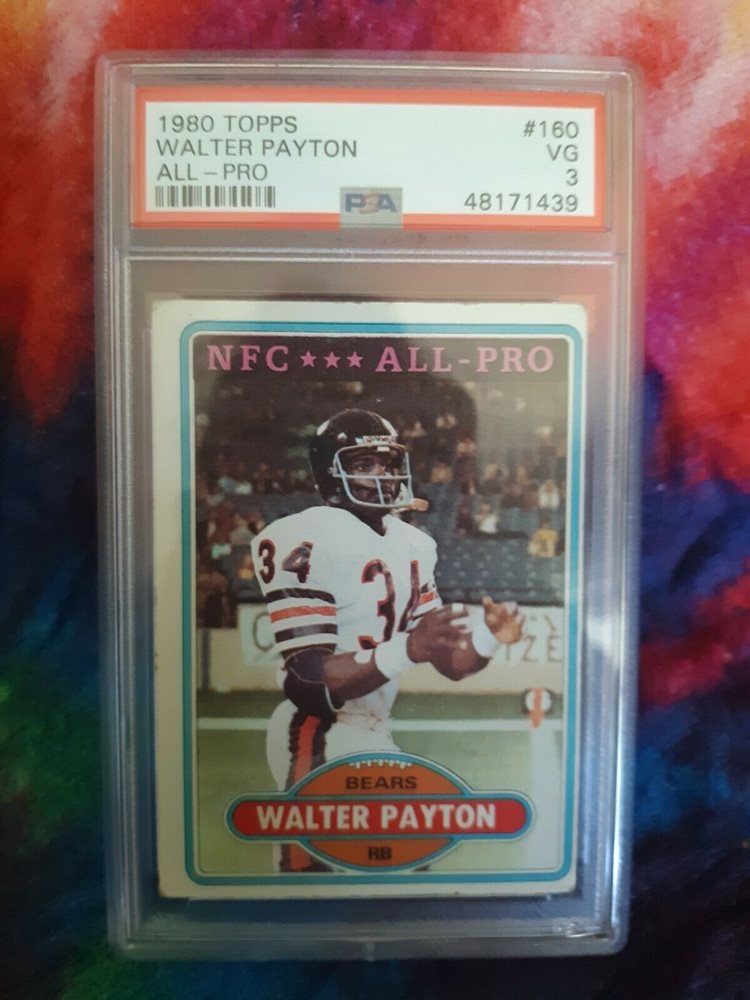 1980 TOPPS #160
WALTER PAYTON VG
ALL-PRO 3
PSA 48171439
NFC ★★★ ALL-PRO
34 34
BEARS
WALTER PAYTON
RB